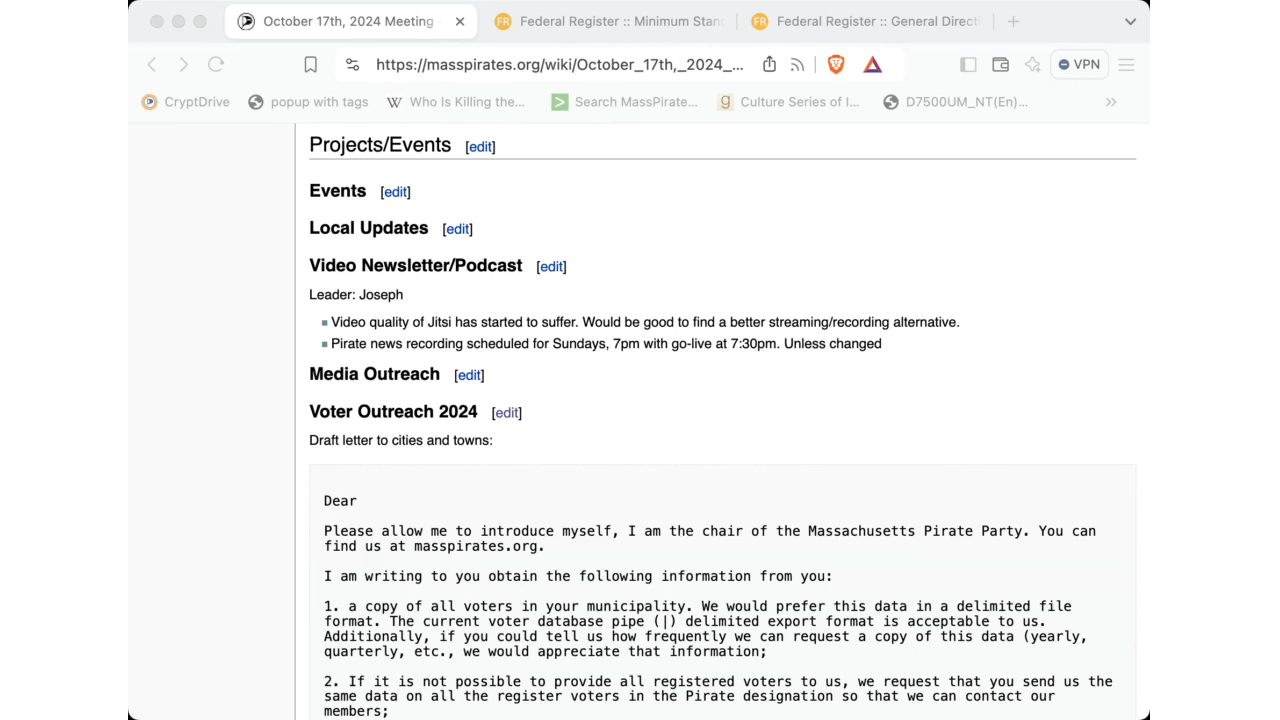 October 17th, 2024 Meeting
Federal Register :: Minimum Stan
Federal Register :: General Directi
https://masspirates.org/wiki/October_17th,_2024_...
VPN
CryptDrive
popup with tags
Who Is Killing the...
Search MassPirate...
Culture Series of I...
D7500UM_NT(En)...
Projects/Events [edit]
Events [edit]
Local Updates [edit]
Video Newsletter/Podcast [edit]
Leader: Joseph
Video quality of Jitsi has started to suffer. Would be good to find a better streaming/recording alternative.
Pirate news recording scheduled for Sundays, 7pm with go-live at 7:30pm. Unless changed
Media Outreach [edit]
Voter Outreach 2024 [edit]
Draft letter to cities and towns:
Dear
Please allow me to introduce myself, I am the chair of the Massachusetts Pirate Party. You can
find us at masspirates.org.
I am writing to you obtain the following information from you:
1. a copy of all voters in your municipality. We would prefer this data in a delimited file
format. The current voter database pipe (|) delimited export format is acceptable to us.
Additionally, if you could tell us how frequently we can request a copy of this data (yearly,
quarterly, etc., we would appreciate that information;
2. If it is not possible to provide all registered voters to us, we request that you send us the
same data on all the register voters in the Pirate designation so that we can contact our
members;